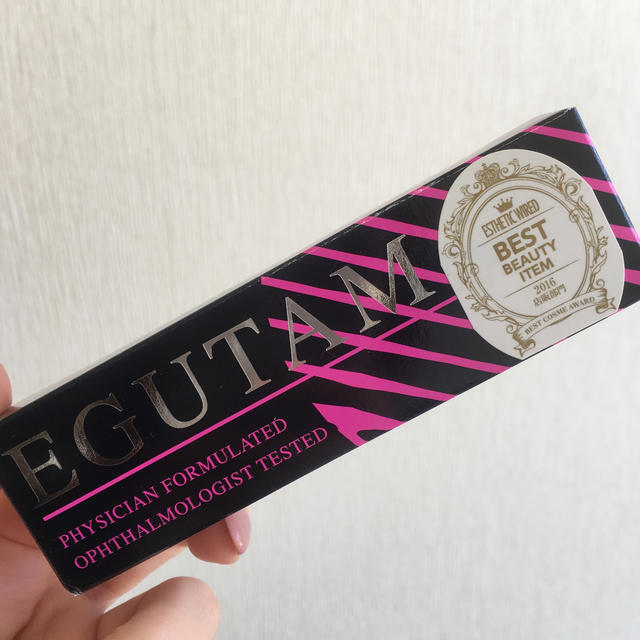 EGUTAM
PHYSICIAN FORMULATED
OPHTHALMOLOGIST TESTED
ESTHETIC WIRED
BEST
BEAUTY
ITEM
2016
店販部門
BEST COSME AWARD